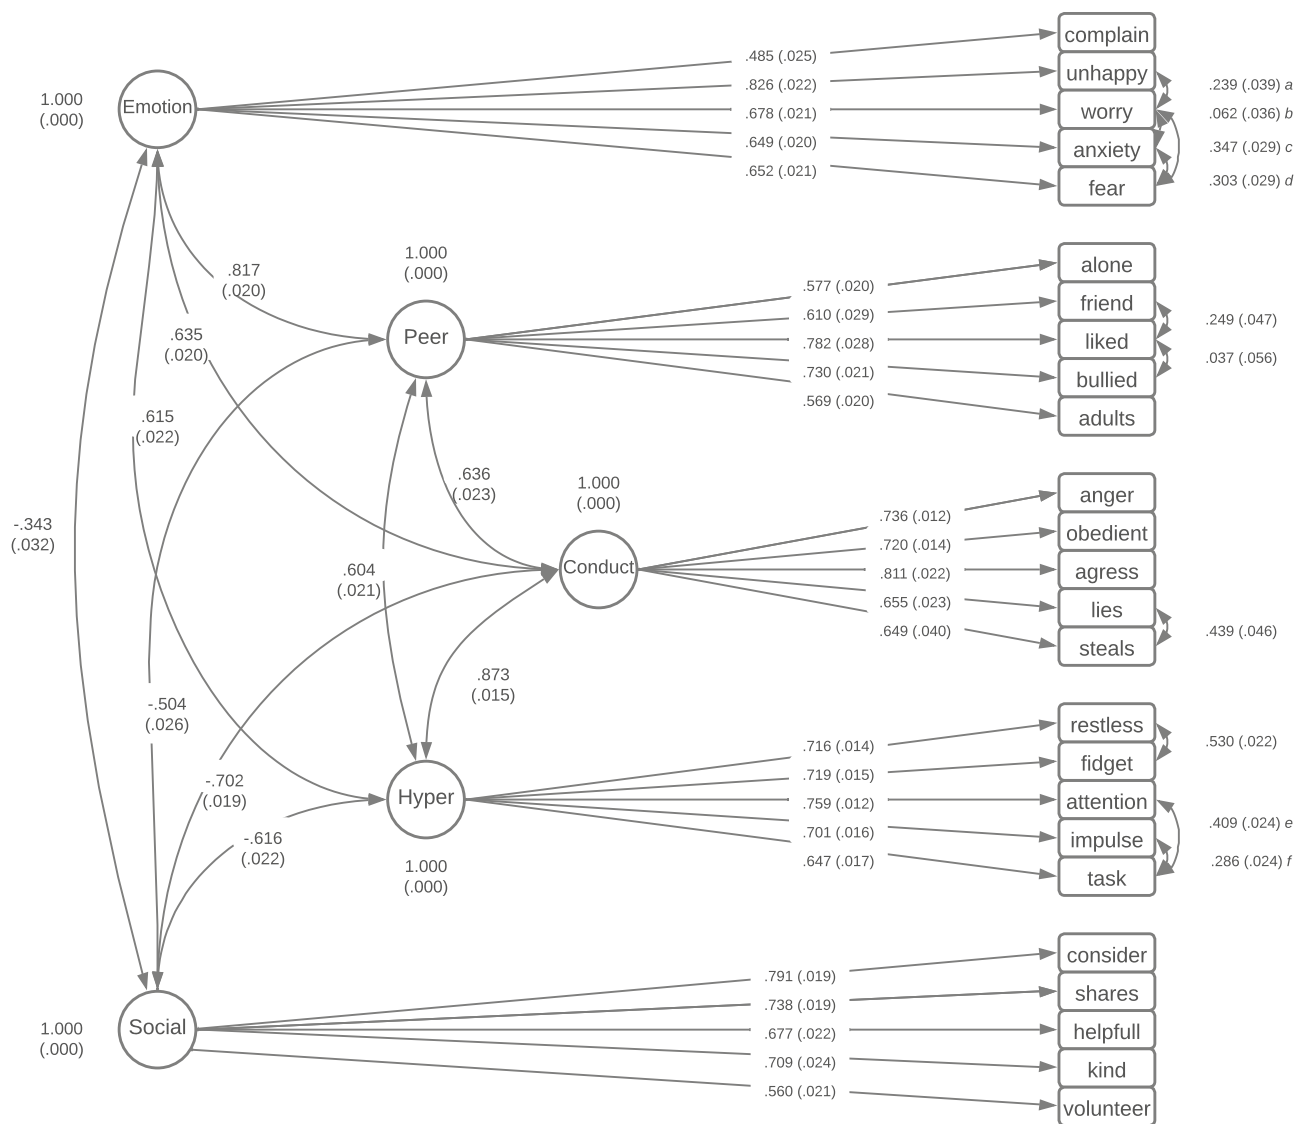 complain
.485 (.025)
unhappy
.826 (.022)
.239 (.039) a
1.000
(.000)
Emotion
worry
.678 (.021)
.062 (.036) b
anxiety
.649 (.020)
.347 (.029) c
fear
.652 (.021)
.303 (.029) d
.817
(.020)
.635
(.020)
.615
(.022)
-.343
(.032)
1.000
(.000)
Peer
alone
.577 (.020)
friend
.610 (.029)
.249 (.047)
liked
.782 (.028)
.037 (.056)
bullied
.730 (.021)
adults
.569 (.020)
.636
(.023)
.604
(.021)
1.000
(.000)
Conduct
anger
.736 (.012)
obedient
.720 (.014)
agress
.811 (.022)
lies
.655 (.023)
.439 (.046)
steals
.649 (.040)
.873
(.015)
-.504
(.026)
-.702
(.019)
-.616
(.022)
Hyper
1.000
(.000)
restless
.716 (.014)
.530 (.022)
fidget
.719 (.015)
attention
.759 (.012)
.409 (.024) e
impulse
.701 (.016)
.286 (.024) f
task
.647 (.017)
1.000
(.000)
Social
consider
.791 (.019)
shares
.738 (.019)
helpfull
.677 (.022)
kind
.709 (.024)
volunteer
.560 (.021)